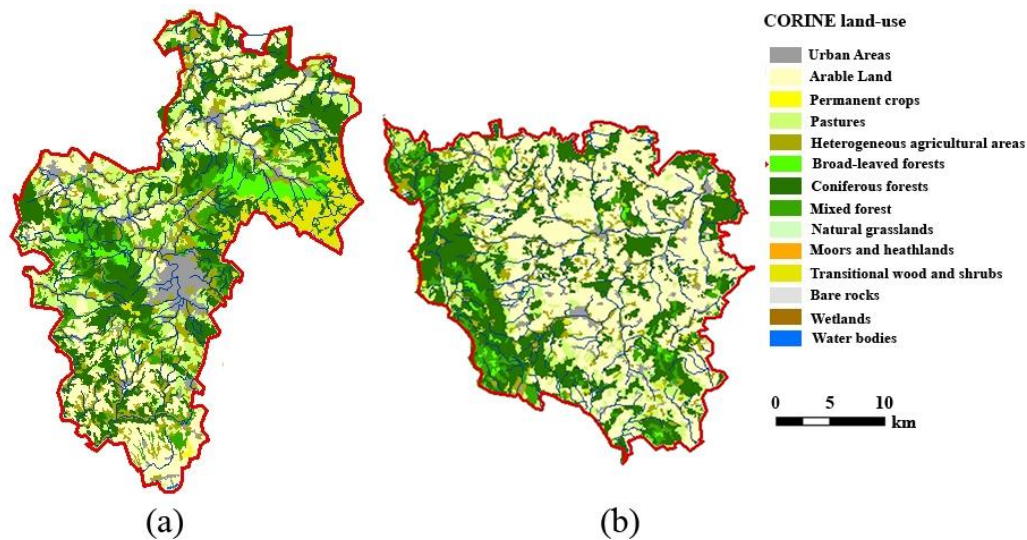 CORINE land-use
Urban Areas
Arable Land
Permanent crops
Pastures
Heterogeneous agricultural areas
Broad-leaved forests
Coniferous forests
Mixed forest
Natural grasslands
Moors and heathlands
Transitional wood and shrubs
Bare rocks
Wetlands
Water bodies
0 5 10
km
(a) (b)